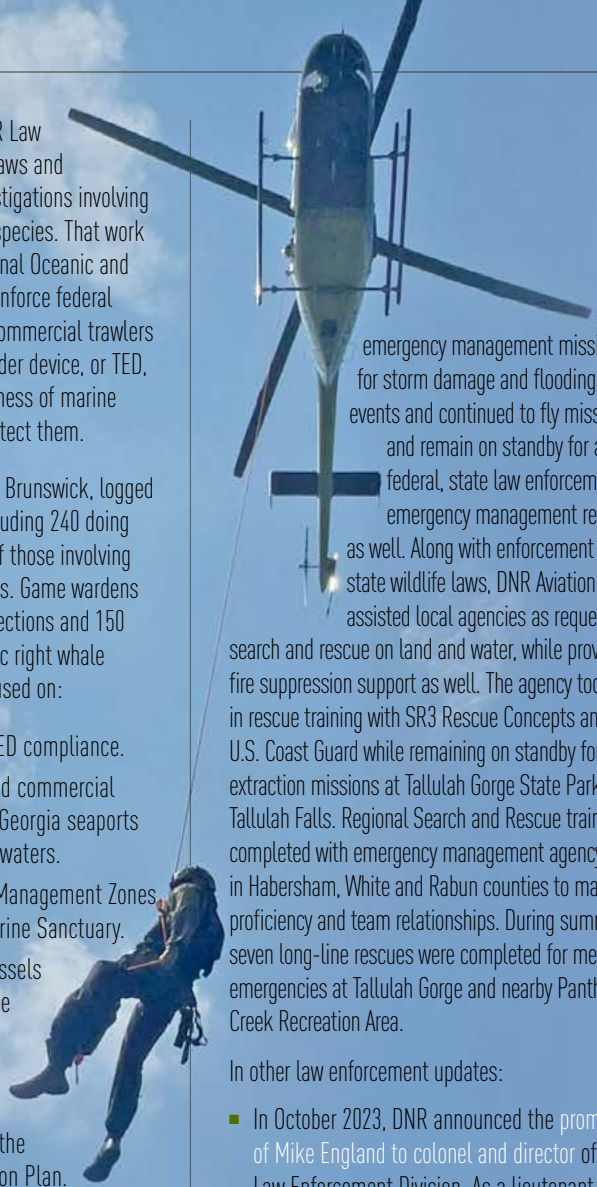 R Law
aws and
stigations involving
species. That work
nal Oceanic and
nforce federal
ommercial trawlers
der device, or TED,
ness of marine
tect them.
Brunswick, logged
uding 240 doing
f those involving
s. Game wardens
ections and 150
c right whale
used on:
ED compliance.
d commercial
Georgia seaports
waters.
Management Zones
rine Sanctuary.
ssels
e
the
on Plan.
emergency management missi
for storm damage and flooding
events and continued to fly miss
and remain on standby for a
federal, state law enforcem
emergency management re
as well. Along with enforcement
state wildlife laws, DNR Aviation
assisted local agencies as reque
search and rescue on land and water, while prov
fire suppression support as well. The agency too
in rescue training with SR3 Rescue Concepts an
U.S. Coast Guard while remaining on standby for
extraction missions at Tallulah Gorge State Park
Tallulah Falls. Regional Search and Rescue train
completed with emergency management agency
in Habersham, White and Rabun counties to ma
proficiency and team relationships. During summ
seven long-line rescues were completed for me
emergencies at Tallulah Gorge and nearby Panth
Creek Recreation Area.
In other law enforcement updates:
■ In October 2023, DNR announced the prom
of Mike England to colonel and director of
Law Enforcement Division. As a lieutenant